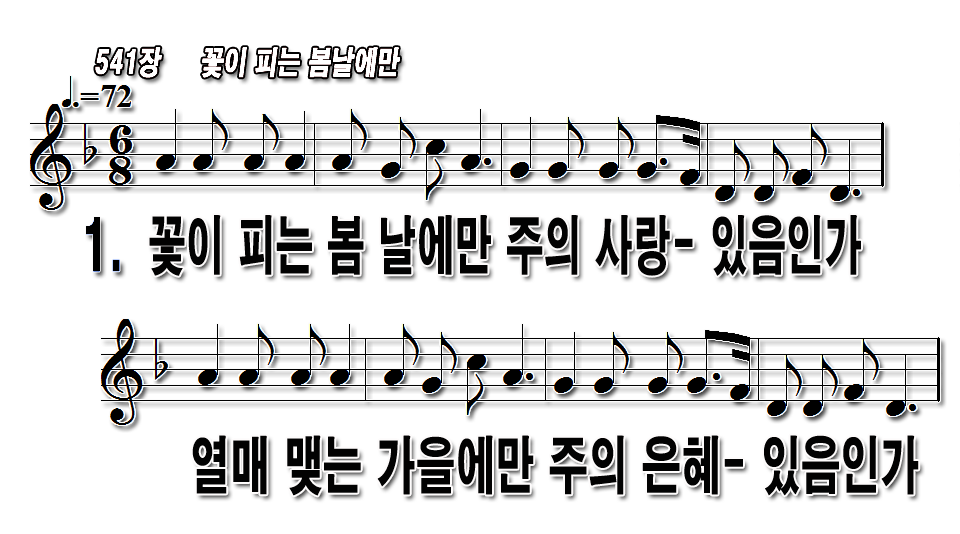 541장 꽃이 피는 봄날에만
♩.=72
6
8
1. 꽃이 피는 봄 날에만 주의 사랑- 있음인가
열매 맺는 가을에만 주의 은혜- 있음인가